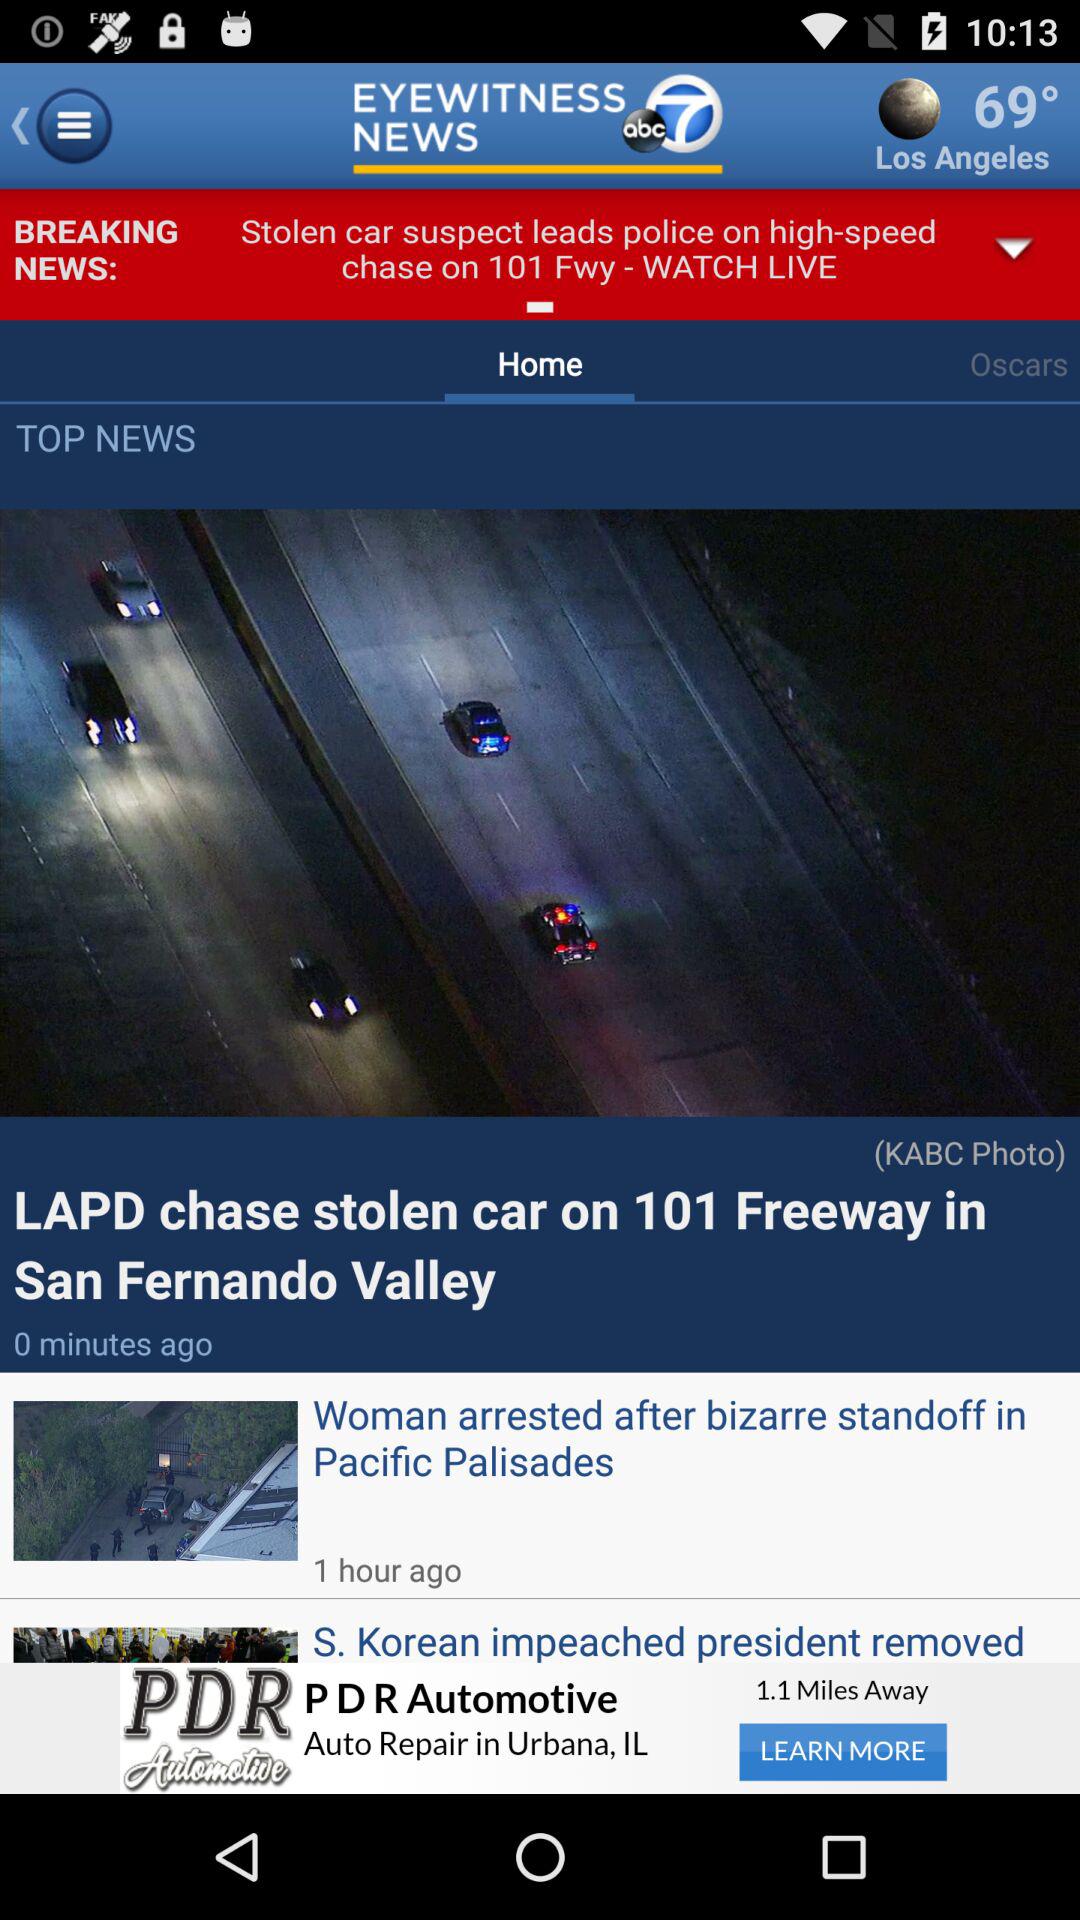 FAKE
10:13
EYEWITNESS
NEWS
abc 7
69°
Los Angeles
BREAKING
NEWS:
Stolen car suspect leads police on high-speed
chase on 101 Fwy - WATCH LIVE
Home
Oscars
TOP NEWS
(KABC Photo)
LAPD chase stolen car on 101 Freeway in
San Fernando Valley
0 minutes ago
Woman arrested after bizarre standoff in
Pacific Palisades
1 hour ago
S. Korean impeached president removed
PDR
Automotive
P D R Automotive
Auto Repair in Urbana, IL
1.1 Miles Away
LEARN MORE